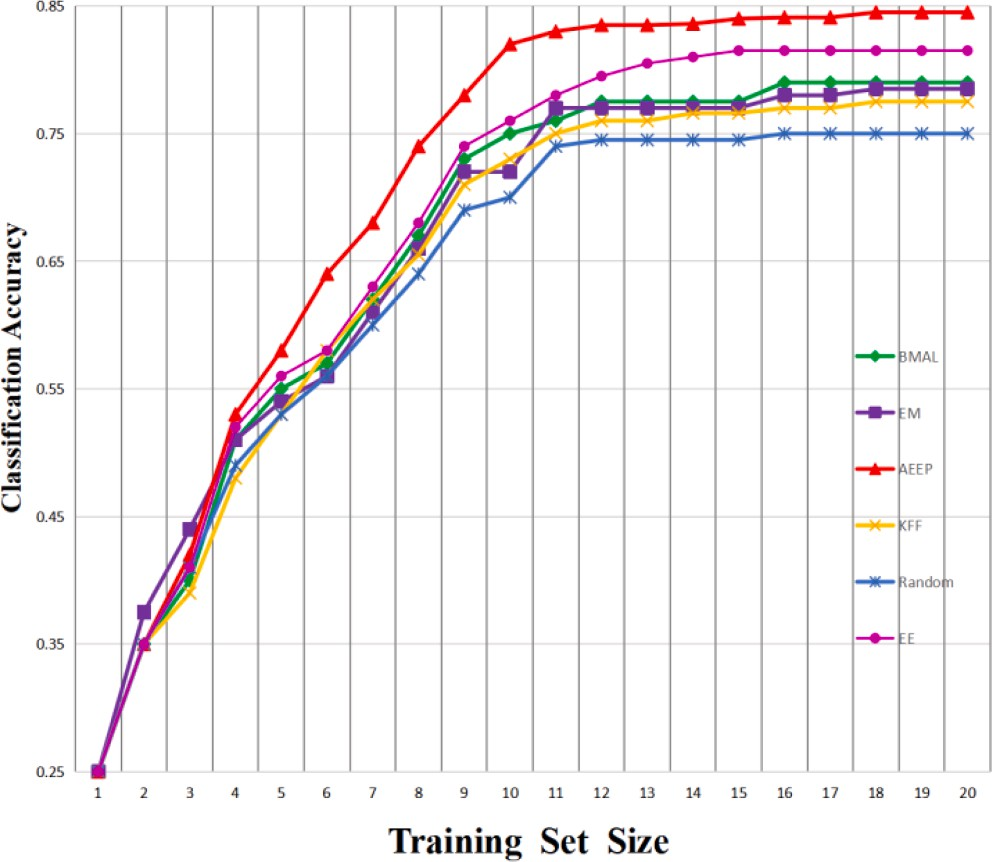 0.85
0.75
0.65
0.55
0.45
0.35
0.25
Classification Accuracy
BMAL
EM
AEEP
KFF
Random
EE
1 2 3 4 5 6 7 8 9 10 11 12 13 14 15 16 17 18 19 20
Training Set Size